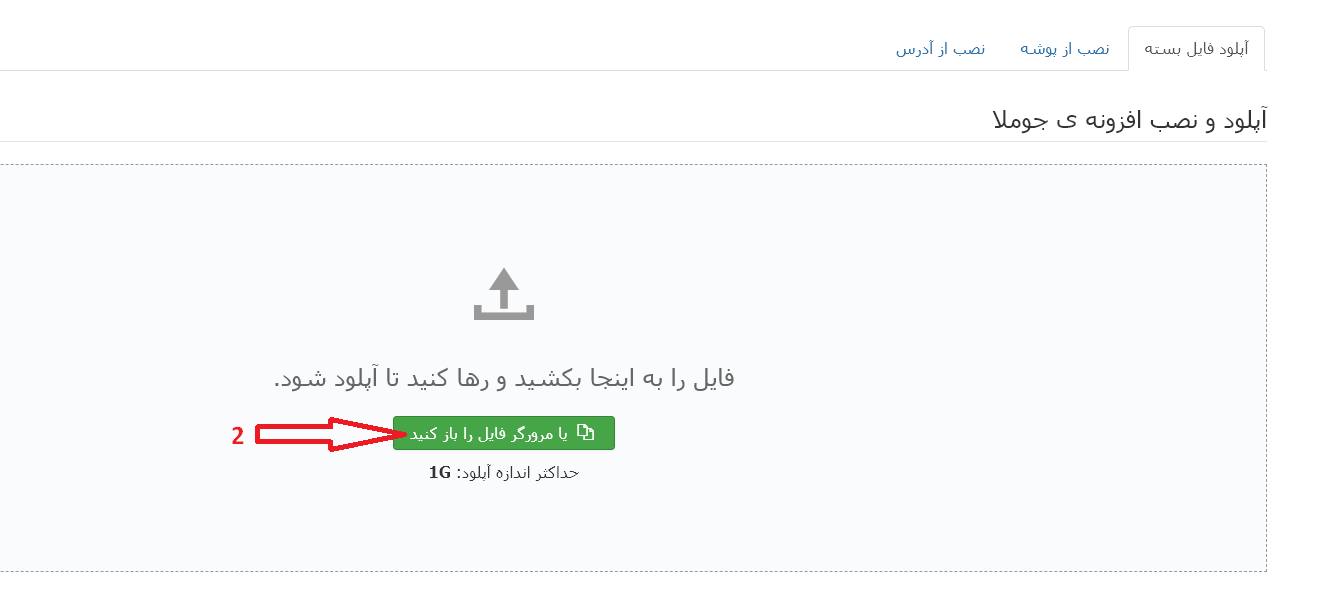 آپلود فایل بسته نصب از پوشه نصب از آدرس
آپلود و نصب افزونه ی جوملا
فایل را به اینجا بکشید و رها کنید تا آپلود شود.
یا مرورگر فایل را باز کنید 2
حداکثر اندازه آپلود: 1G